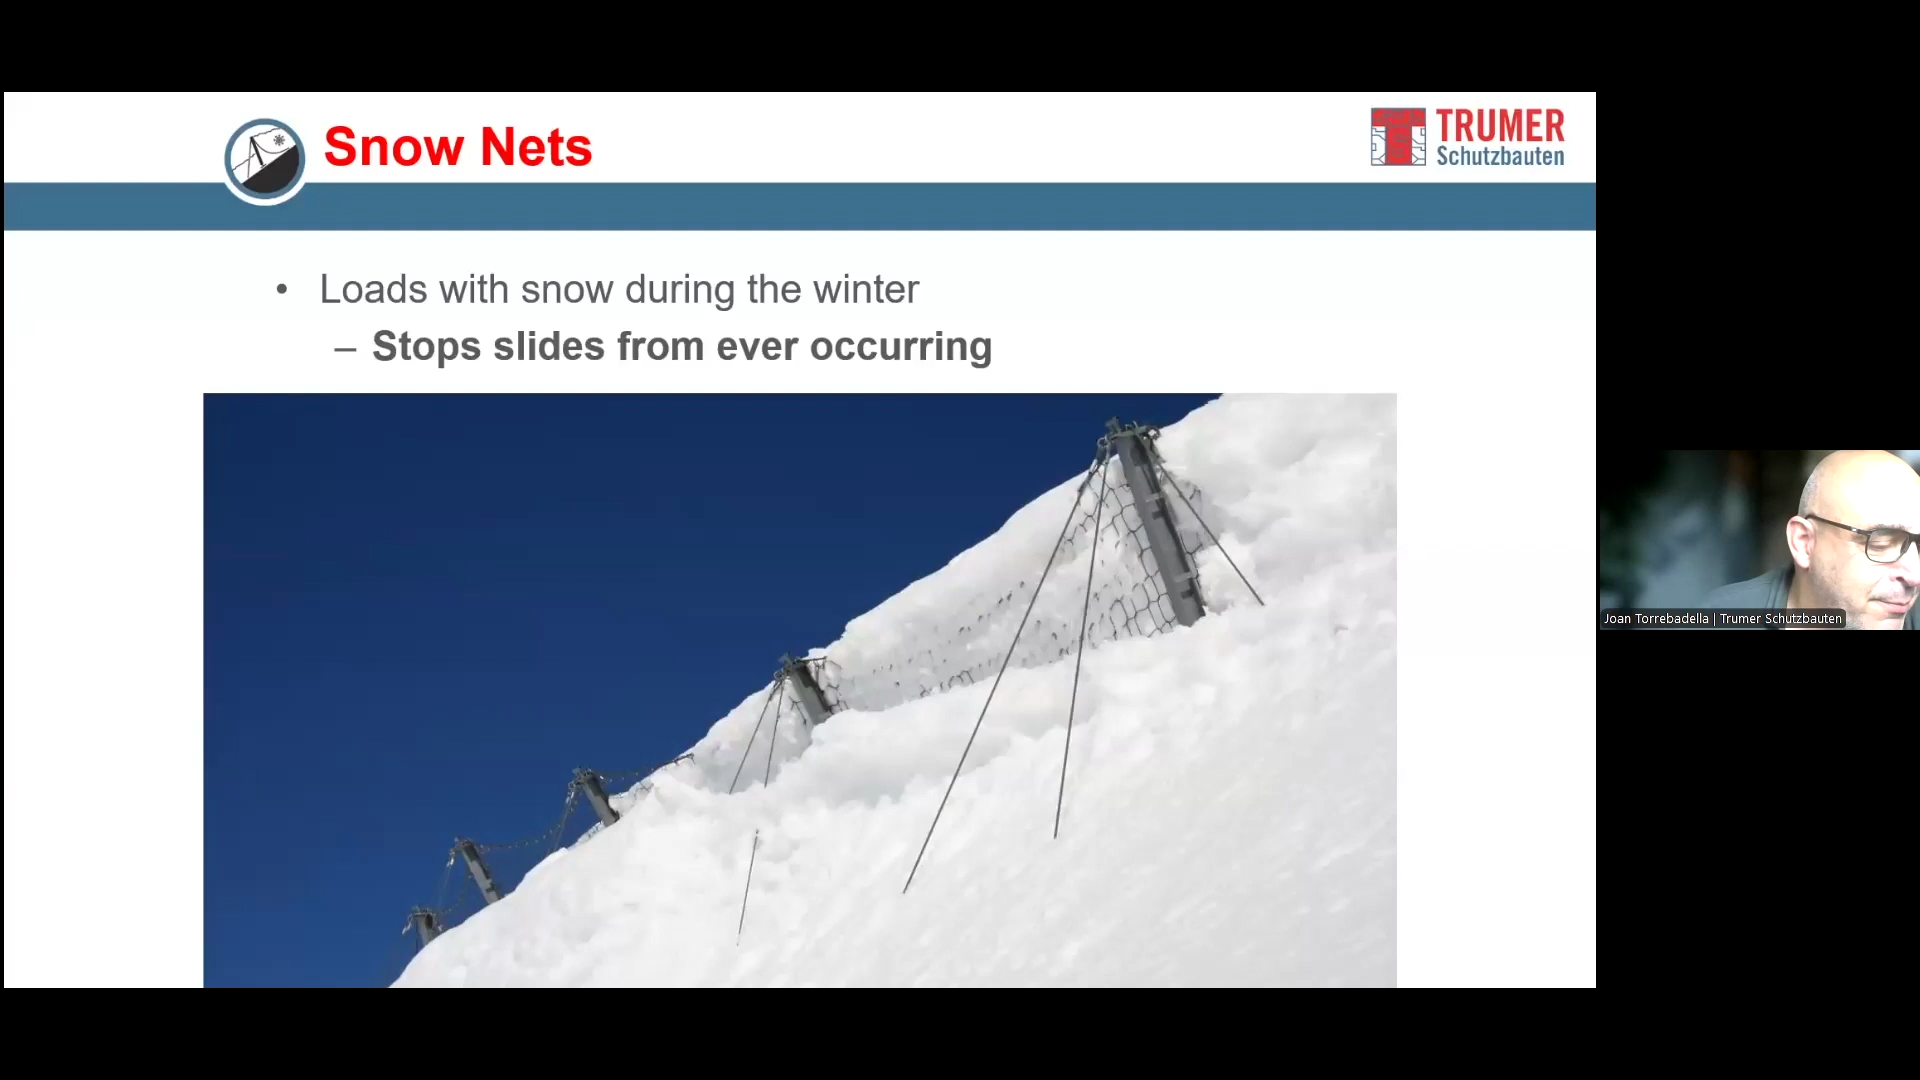 Snow Nets
TRUMER
Schutzbauten
• Loads with snow during the winter
– Stops slides from ever occurring
Joan Torrebadella | Trumer Schutzbauten